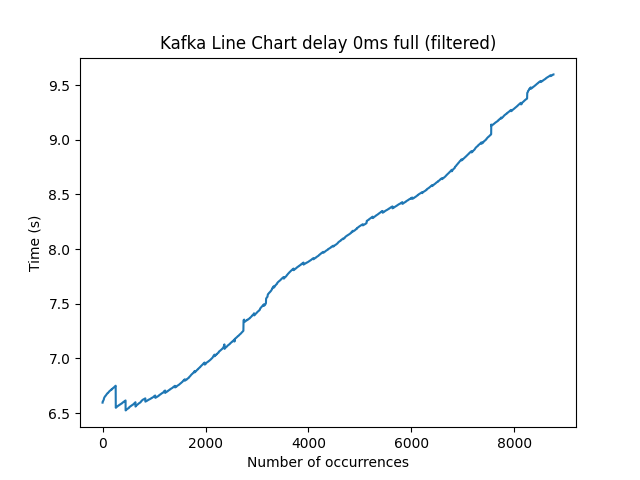 Kafka Line Chart delay 0ms full (filtered)
9.5
9.0
8.5
8.0
7.5
7.0
6.5
Time (s)
0 2000 4000 6000 8000
Number of occurrences